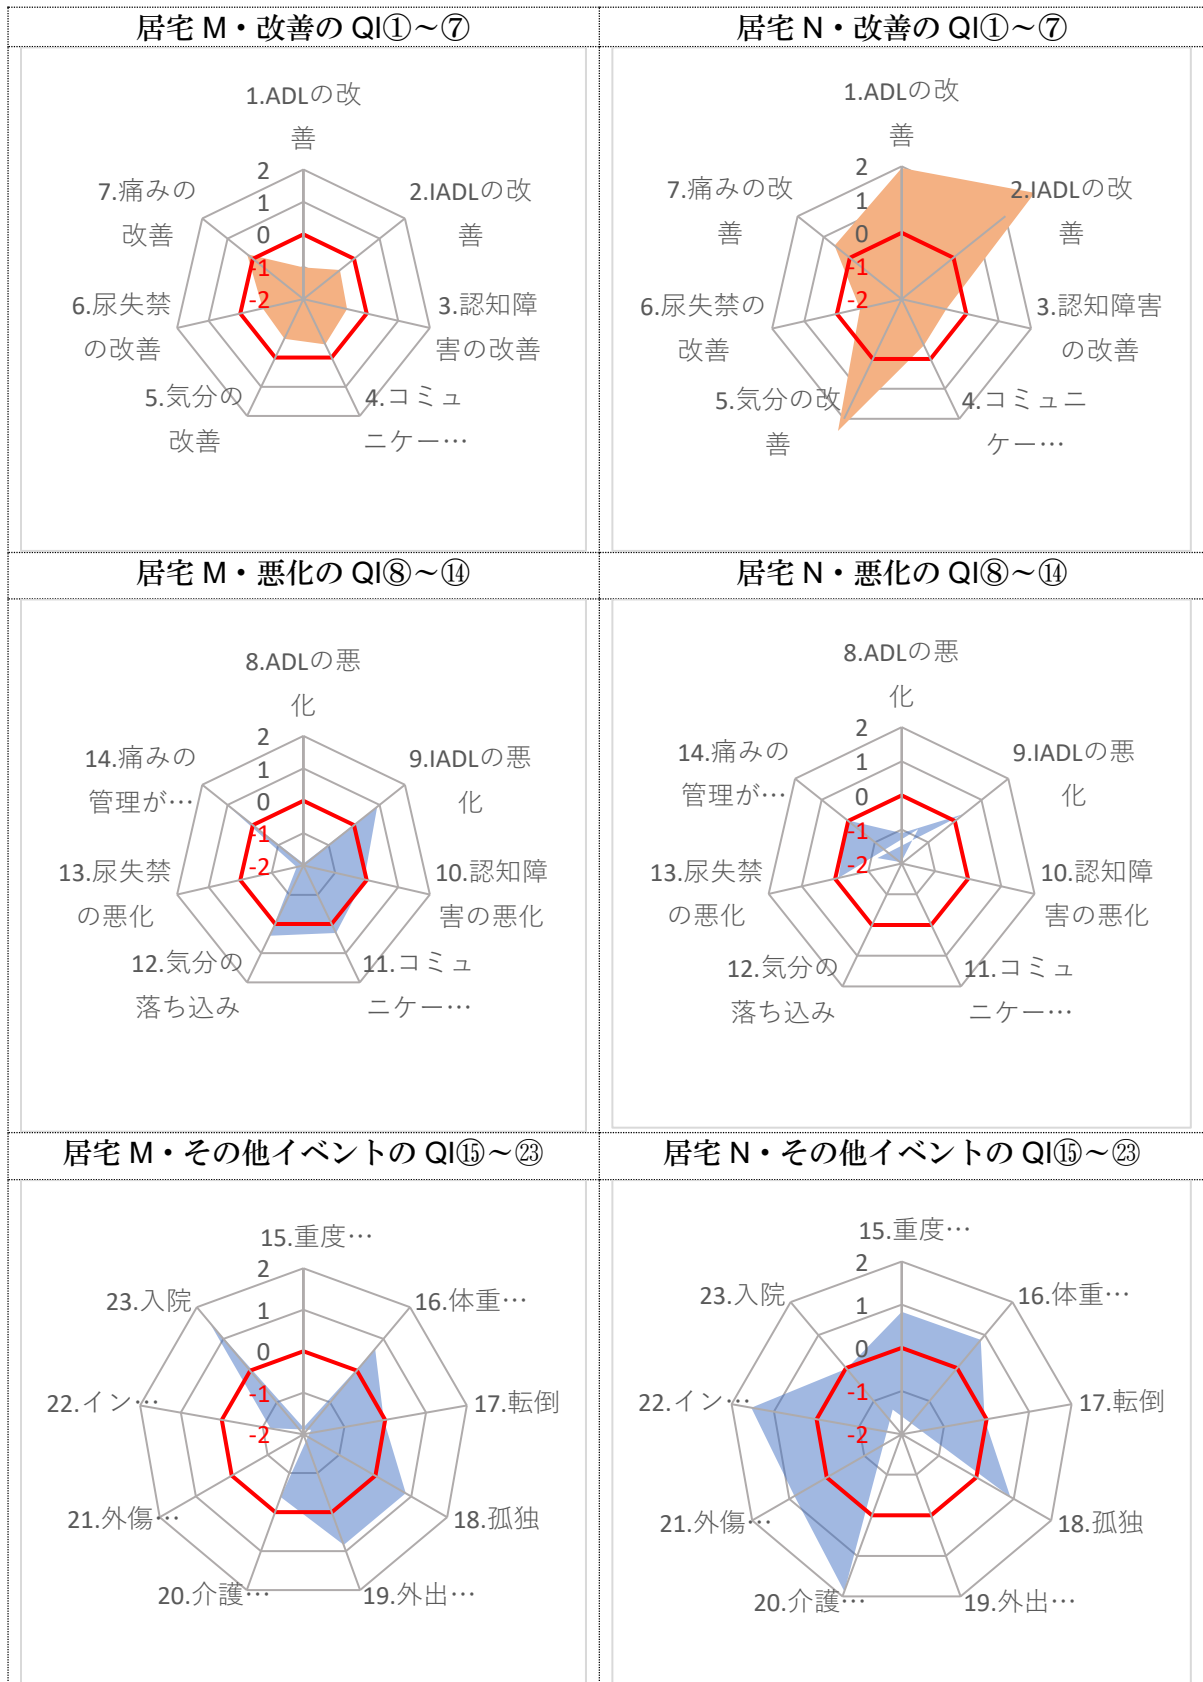 居宅 M・改善の QI①～⑦
1.ADLの改
善
2.IADLの改
善
3.認知障
害の改善
4.コミュ
ニケー…
5.気分の
改善
6.尿失禁
の改善
7.痛みの
改善
2
1
0
-1
-2
居宅 N・改善の QI①～⑦
1.ADLの改
善
2.IADLの改
善
3.認知障害
の改善
4.コミュニ
ケー…
5.気分の改
善
6.尿失禁の
改善
7.痛みの改
善
2
1
0
-1
-2
居宅 M・悪化の QI⑧～⑭
8.ADLの悪
化
9.IADLの悪
化
10.認知障
害の悪化
11.コミュ
ニケー…
12.気分の
落ち込み
13.尿失禁
の悪化
14.痛みの
管理が…
2
1
0
-1
-2
居宅 N・悪化の QI⑧～⑭
8.ADLの悪
化
9.IADLの悪
化
10.認知障
害の悪化
11.コミュ
ニケー…
12.気分の
落ち込み
13.尿失禁
の悪化
14.痛みの
管理が…
2
1
0
-1
-2
居宅 M・その他イベントの QI⑮～㉓
15.重度…
16.体重…
17.転倒
18.孤独
19.外出…
20.介護…
21.外傷…
22.イン…
23.入院
2
1
0
-1
-2
居宅 N・その他イベントの QI⑮～㉓
15.重度…
16.体重…
17.転倒
18.孤独
19.外出…
20.介護…
21.外傷…
22.イン…
23.入院
2
1
0
-1
-2